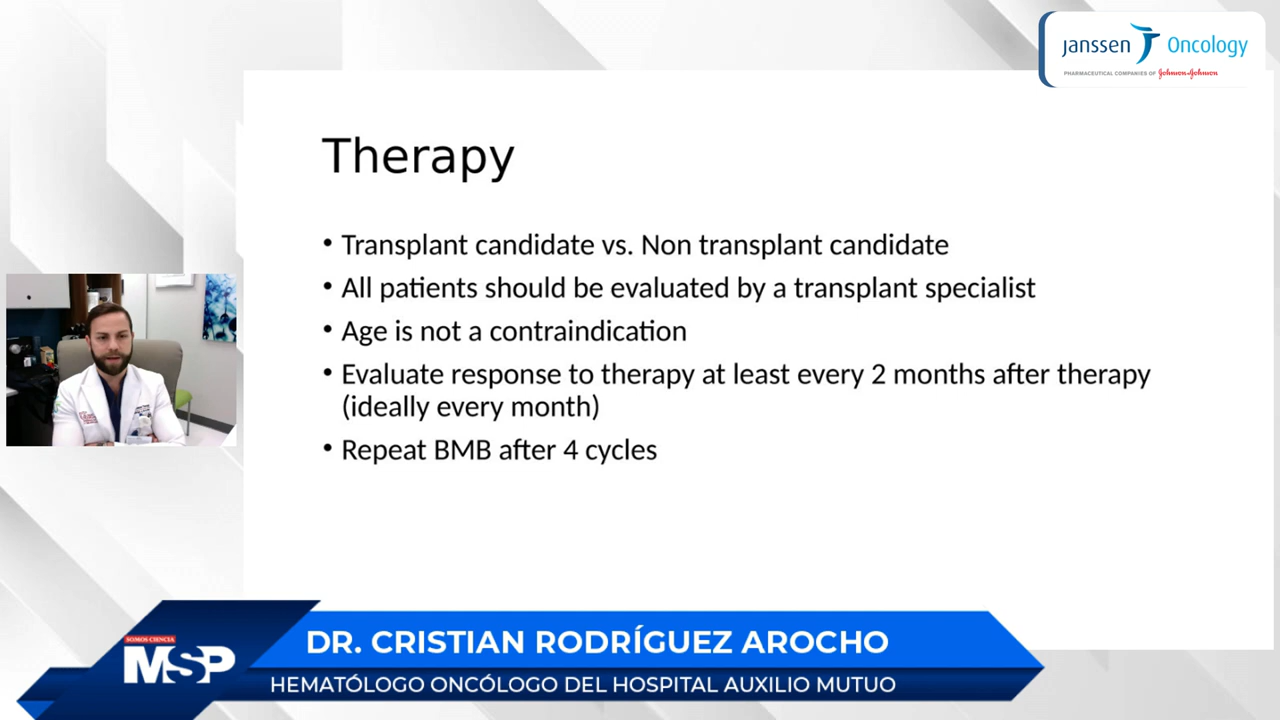 Janssen Oncology
PHARMACEUTICAL COMPANIES OF Johnson & Johnson
Therapy
• Transplant candidate vs. Non transplant candidate
• All patients should be evaluated by a transplant specialist
• Age is not a contraindication
• Evaluate response to therapy at least every 2 months after therapy
(ideally every month)
• Repeat BMB after 4 cycles
SOMOS CIENCIA
MSP
DR. CRISTIAN RODRÍGUEZ AROCHO
HEMATÓLOGO ONCÓLOGO DEL HOSPITAL AUXILIO MUTUO